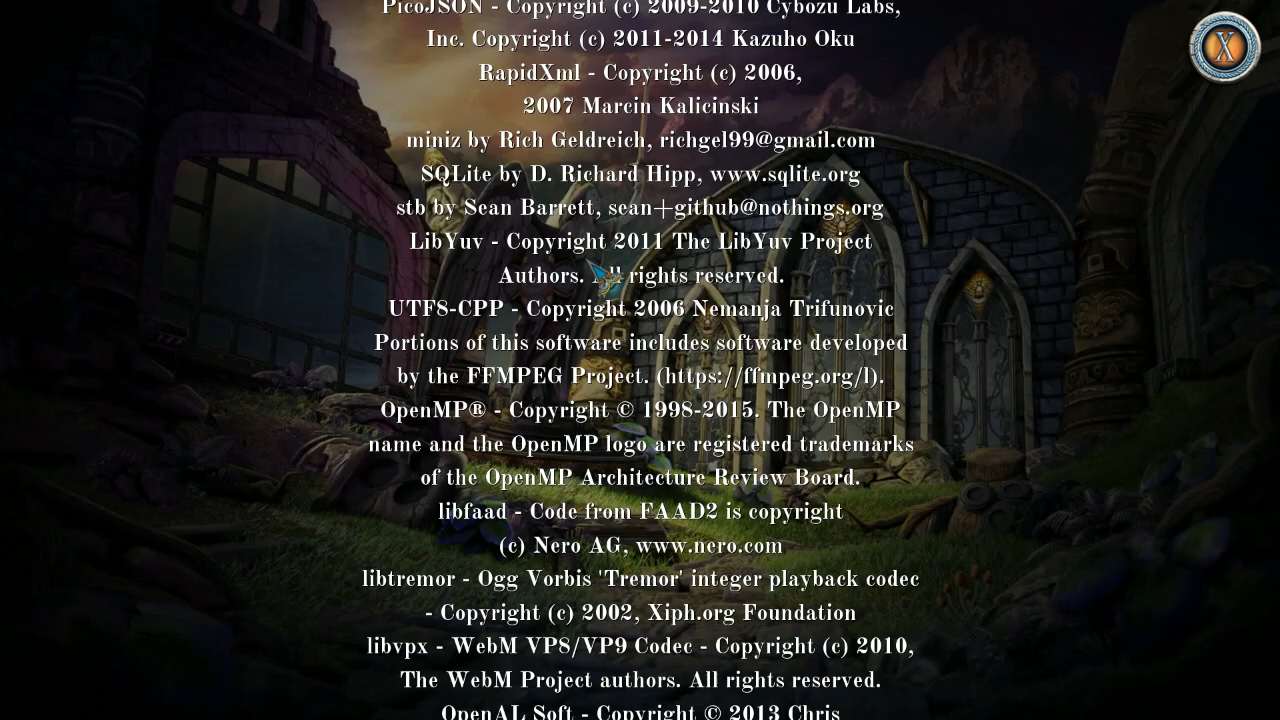 PicoJSON - Copyright (c) 2009-2010 Cybozu Labs,
Inc. Copyright (c) 2011-2014 Kazuho Oku
RapidXml - Copyright (c) 2006,
2007 Marcin Kalicinski
miniz by Rich Geldreich, richgel99@gmail.com
SQLite by D. Richard Hipp, www.sqlite.org
stb by Sean Barrett, sean+github@nothings.org
LibYuv - Copyright 2011 The LibYuv Project
Authors. All rights reserved.
UTF8-CPP - Copyright 2006 Nemanja Trifunovic
Portions of this software includes software developed
by the FFMPEG Project. (https://ffmpeg.org/l).
OpenMP® - Copyright © 1998-2015. The OpenMP
name and the OpenMP logo are registered trademarks
of the OpenMP Architecture Review Board.
libfaad - Code from FAAD2 is copyright
(c) Nero AG, www.nero.com
libtremor - Ogg Vorbis 'Tremor' integer playback codec
- Copyright (c) 2002, Xiph.org Foundation
libvpx - WebM VP8/VP9 Codec - Copyright (c) 2010,
The WebM Project authors. All rights reserved.
OpenAL Soft - Copyright © 2013 Chris
X